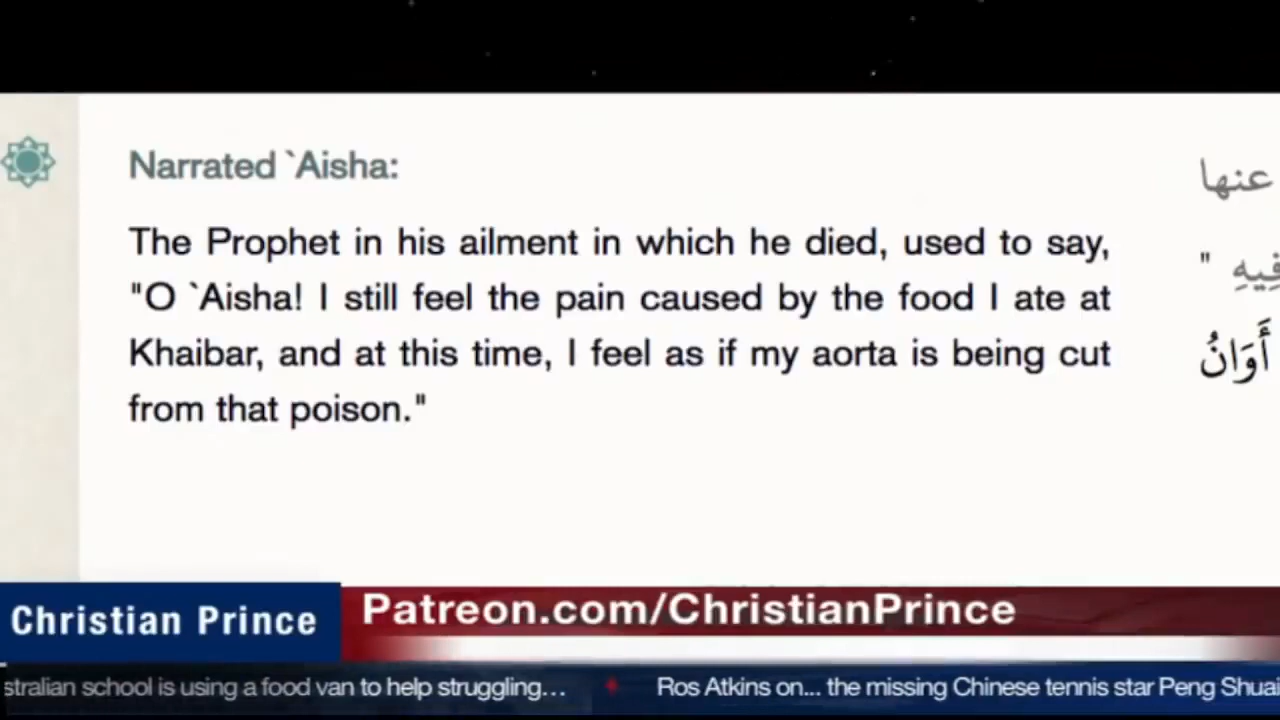 Narrated `Aisha:
عنها
The Prophet in his ailment in which he died, used to say,
" فِيهِ
"O `Aisha! I still feel the pain caused by the food I ate at
Khaibar, and at this time, I feel as if my aorta is being cut
أَوَانُ
from that poison."
Christian Prince
Patreon.com/ChristianPrince
stralian school is using a food van to help struggling…
Ros Atkins on... the missing Chinese tennis star Peng Shuai